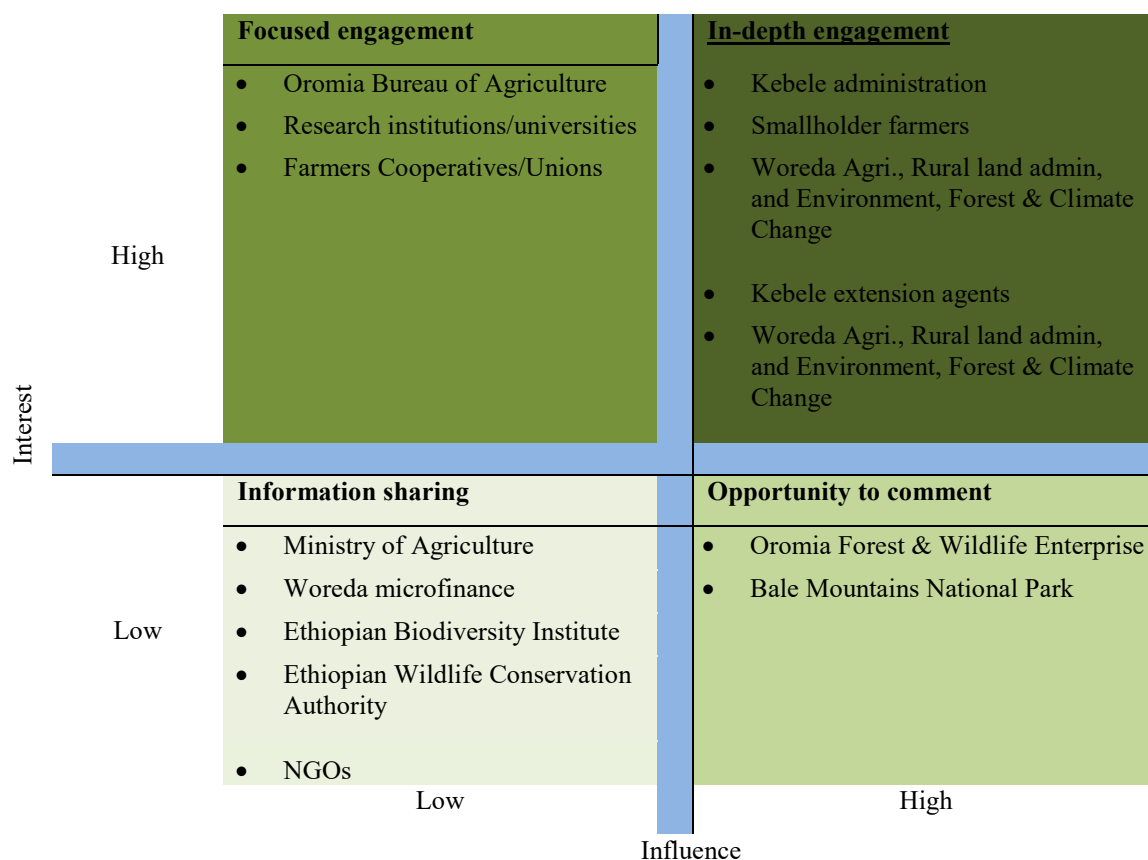 Focused engagement
• Oromia Bureau of Agriculture
• Research institutions/universities
• Farmers Cooperatives/Unions
In-depth engagement
• Kebele administration
• Smallholder farmers
• Woreda Agri., Rural land admin,
and Environment, Forest & Climate
Change
• Kebele extension agents
• Woreda Agri., Rural land admin,
and Environment, Forest & Climate
Change
High
Interest
Information sharing
• Ministry of Agriculture
• Woreda microfinance
• Ethiopian Biodiversity Institute
• Ethiopian Wildlife Conservation
Authority
• NGOs
Opportunity to comment
• Oromia Forest & Wildlife Enterprise
• Bale Mountains National Park
Low
Low
High
Influence